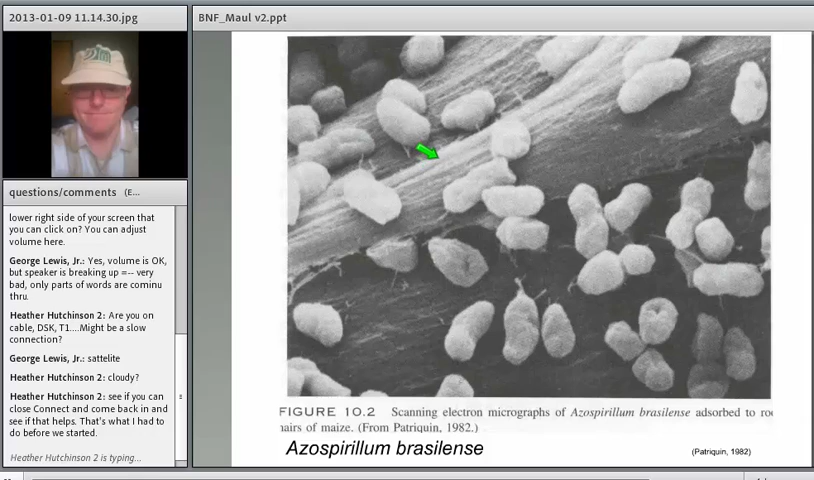 2013-01-09 11.14.30.jpg
BNF_Maul v2.ppt
questions/comments (E...
lower right side of your screen that
you can click on? You can adjust
volume here.
George Lewis, Jr.: Yes, volume is OK,
but speaker is breaking up =-- very
bad, only parts of words are cominu
thru.
Heather Hutchinson 2: Are you on
cable, DSK, T1....Might be a slow
connection?
George Lewis, Jr.: sattelite
Heather Hutchinson 2: cloudy?
Heather Hutchinson 2: see if you can
close Connect and come back in and
see if that helps. That's what I had to
do before we started.
Heather Hutchinson 2 is typing...
FIGURE 10.2 Scanning electron micrographs of Azospirillum brasilense adsorbed to roo
hairs of maize. (From Patriquin, 1982.)
Azospirillum brasilense
(Patriquin, 1982)